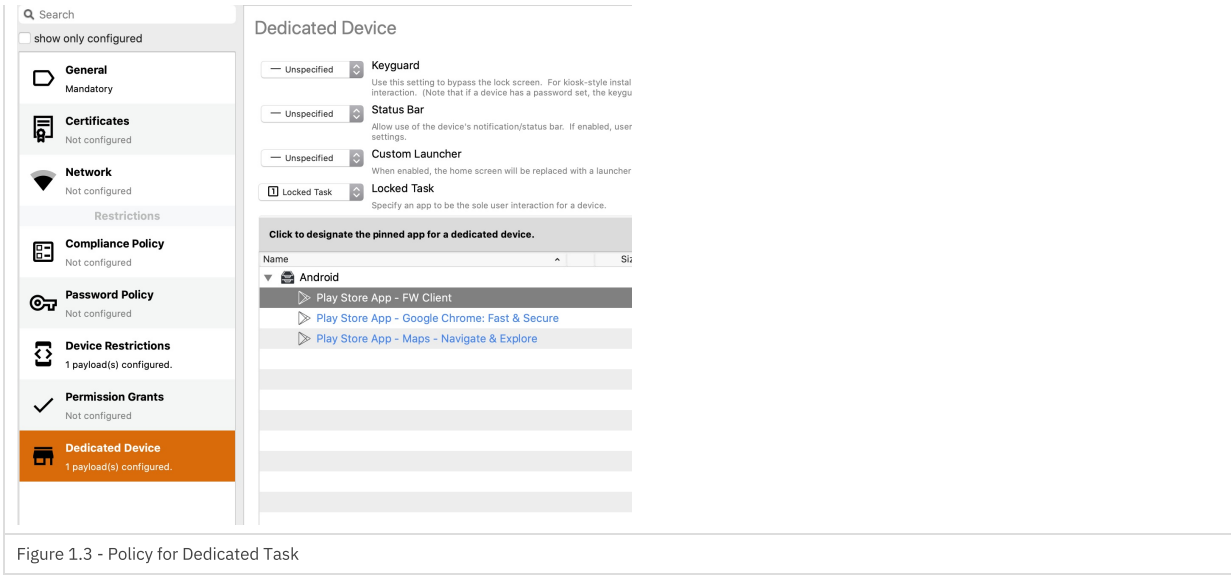 Search
show only configured
General
Mandatory
Certificates
Not configured
Network
Not configured
Restrictions
Compliance Policy
Not configured
Password Policy
Not configured
Device Restrictions
1 payload(s) configured.
Permission Grants
Not configured
Dedicated Device
1 payload(s) configured.
Dedicated Device
— Unspecified
Keyguard
Use this setting to bypass the lock screen. For kiosk-style instal
interaction. (Note that if a device has a password set, the keygu
— Unspecified
Status Bar
Allow use of the device's notification/status bar. If enabled, user
settings.
— Unspecified
Custom Launcher
When enabled, the home screen will be replaced with a launcher
1 Locked Task
Locked Task
Specify an app to be the sole user interaction for a device.
Click to designate the pinned app for a dedicated device.
Name Siz
Android
Play Store App - FW Client
Play Store App - Google Chrome: Fast & Secure
Play Store App - Maps - Navigate & Explore
Figure 1.3 - Policy for Dedicated Task